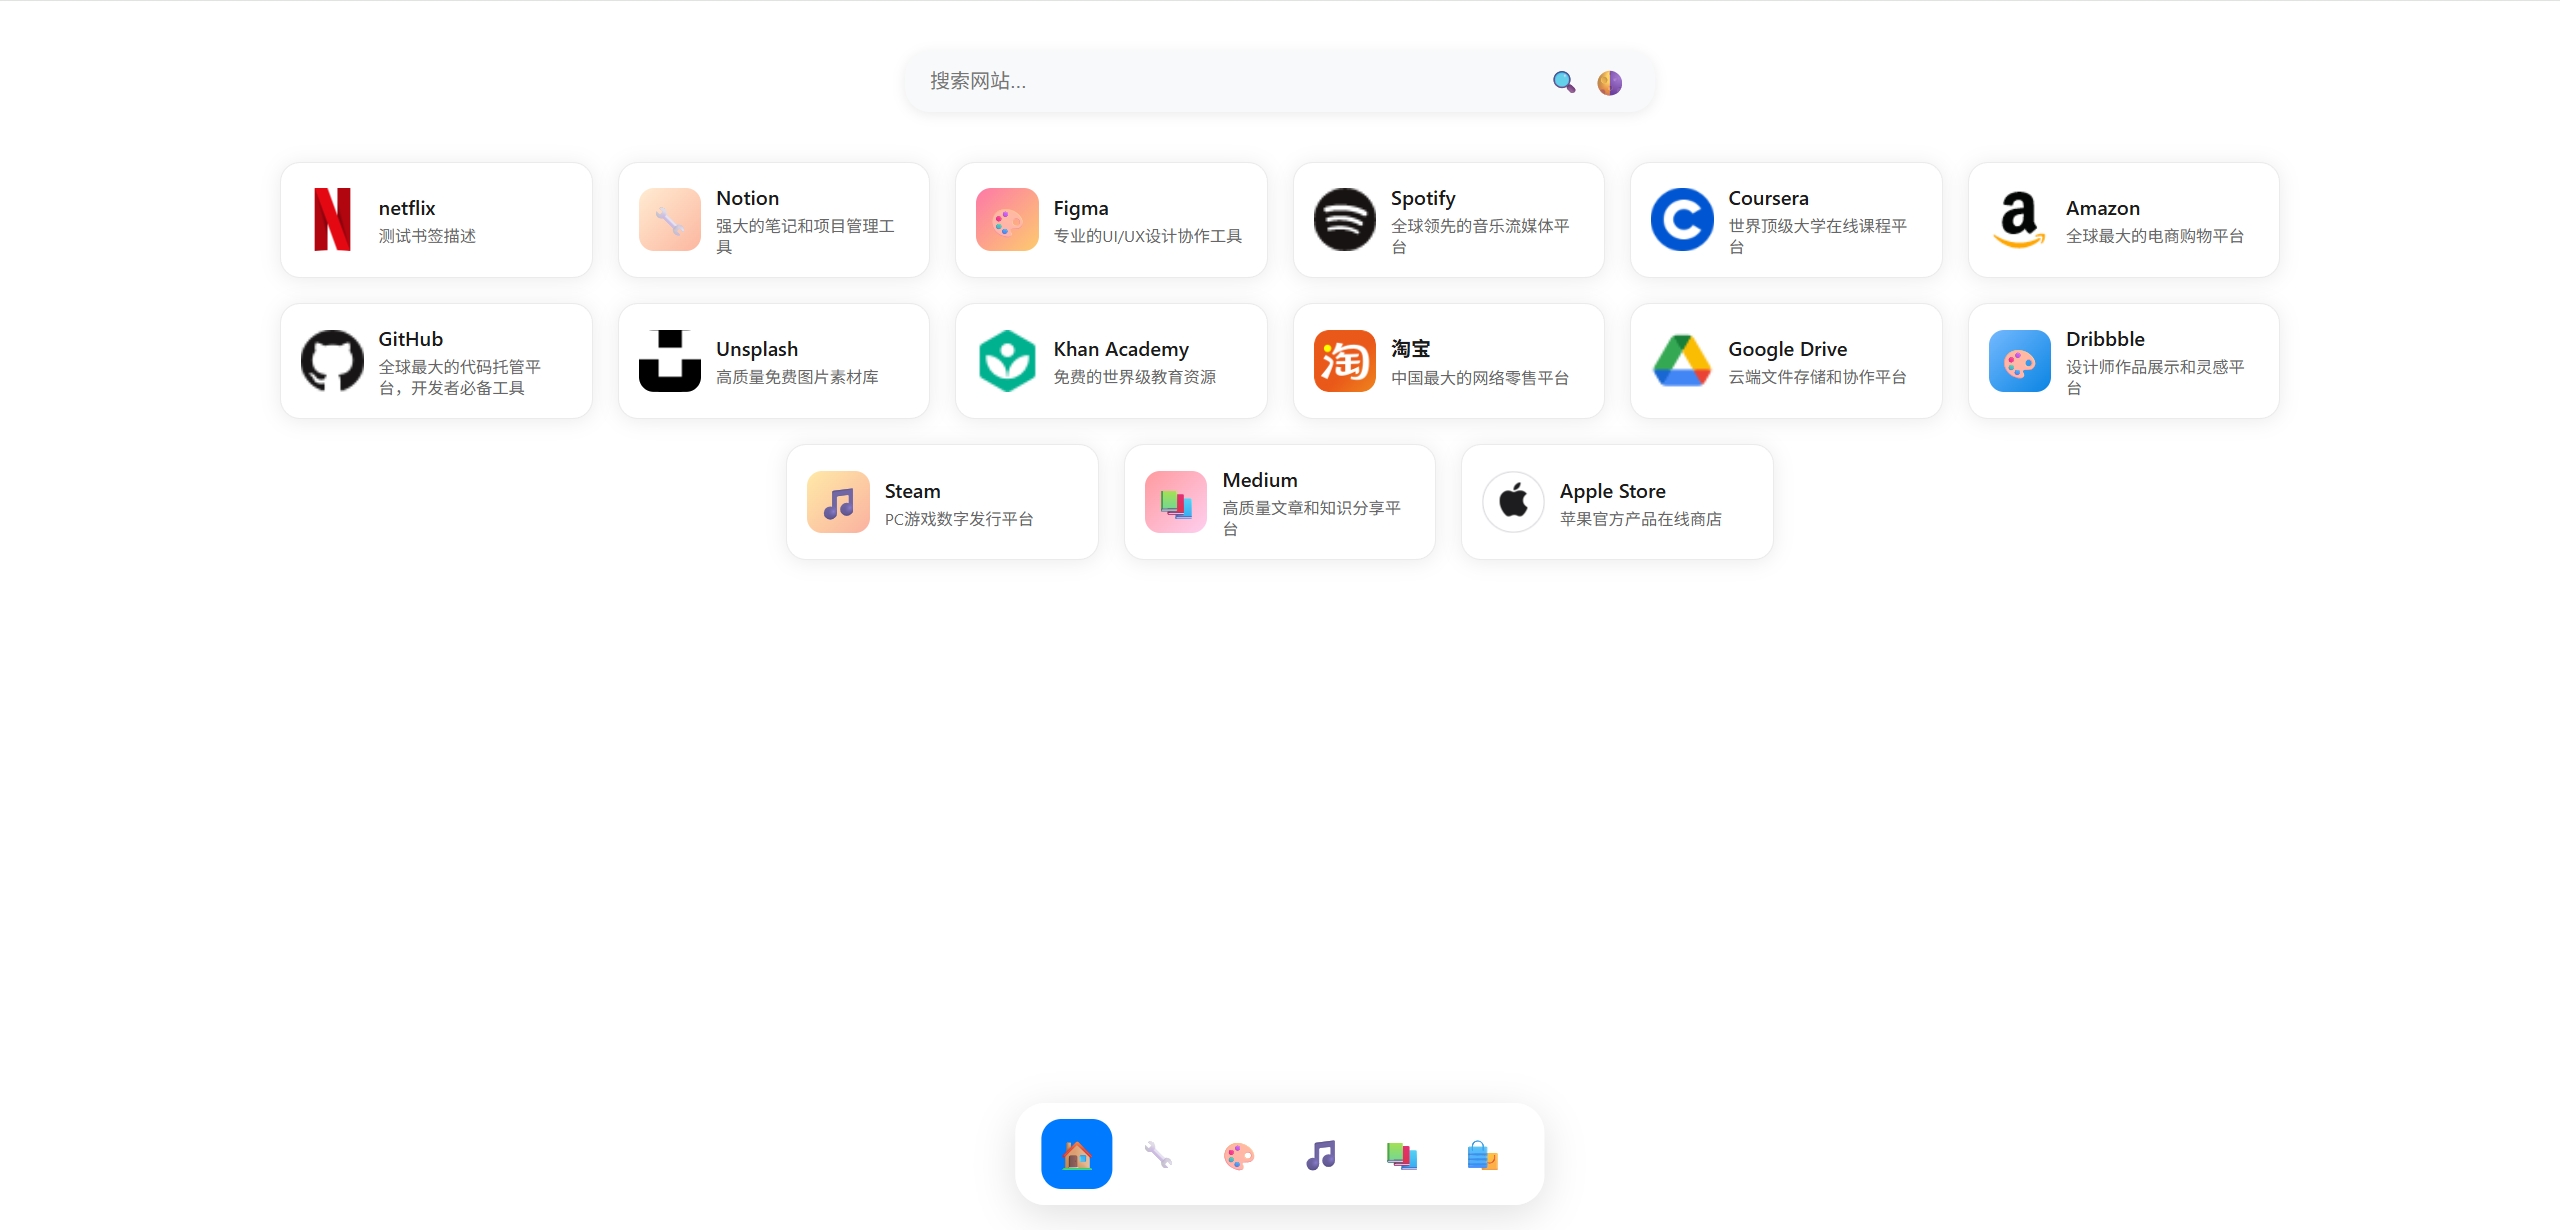 搜索网站...
netflix
测试书签描述
Notion
强大的笔记和项目管理工
具
Figma
专业的UI/UX设计协作工具
Spotify
全球领先的音乐流媒体平
台
Coursera
世界顶级大学在线课程平
台
Amazon
全球最大的电商购物平台
GitHub
全球最大的代码托管平
台，开发者必备工具
Unsplash
高质量免费图片素材库
Khan Academy
免费的世界级教育资源
淘
淘宝
中国最大的网络零售平台
Google Drive
云端文件存储和协作平台
Dribbble
设计师作品展示和灵感平
台
Steam
PC游戏数字发行平台
Medium
高质量文章和知识分享平
台
Apple Store
苹果官方产品在线商店